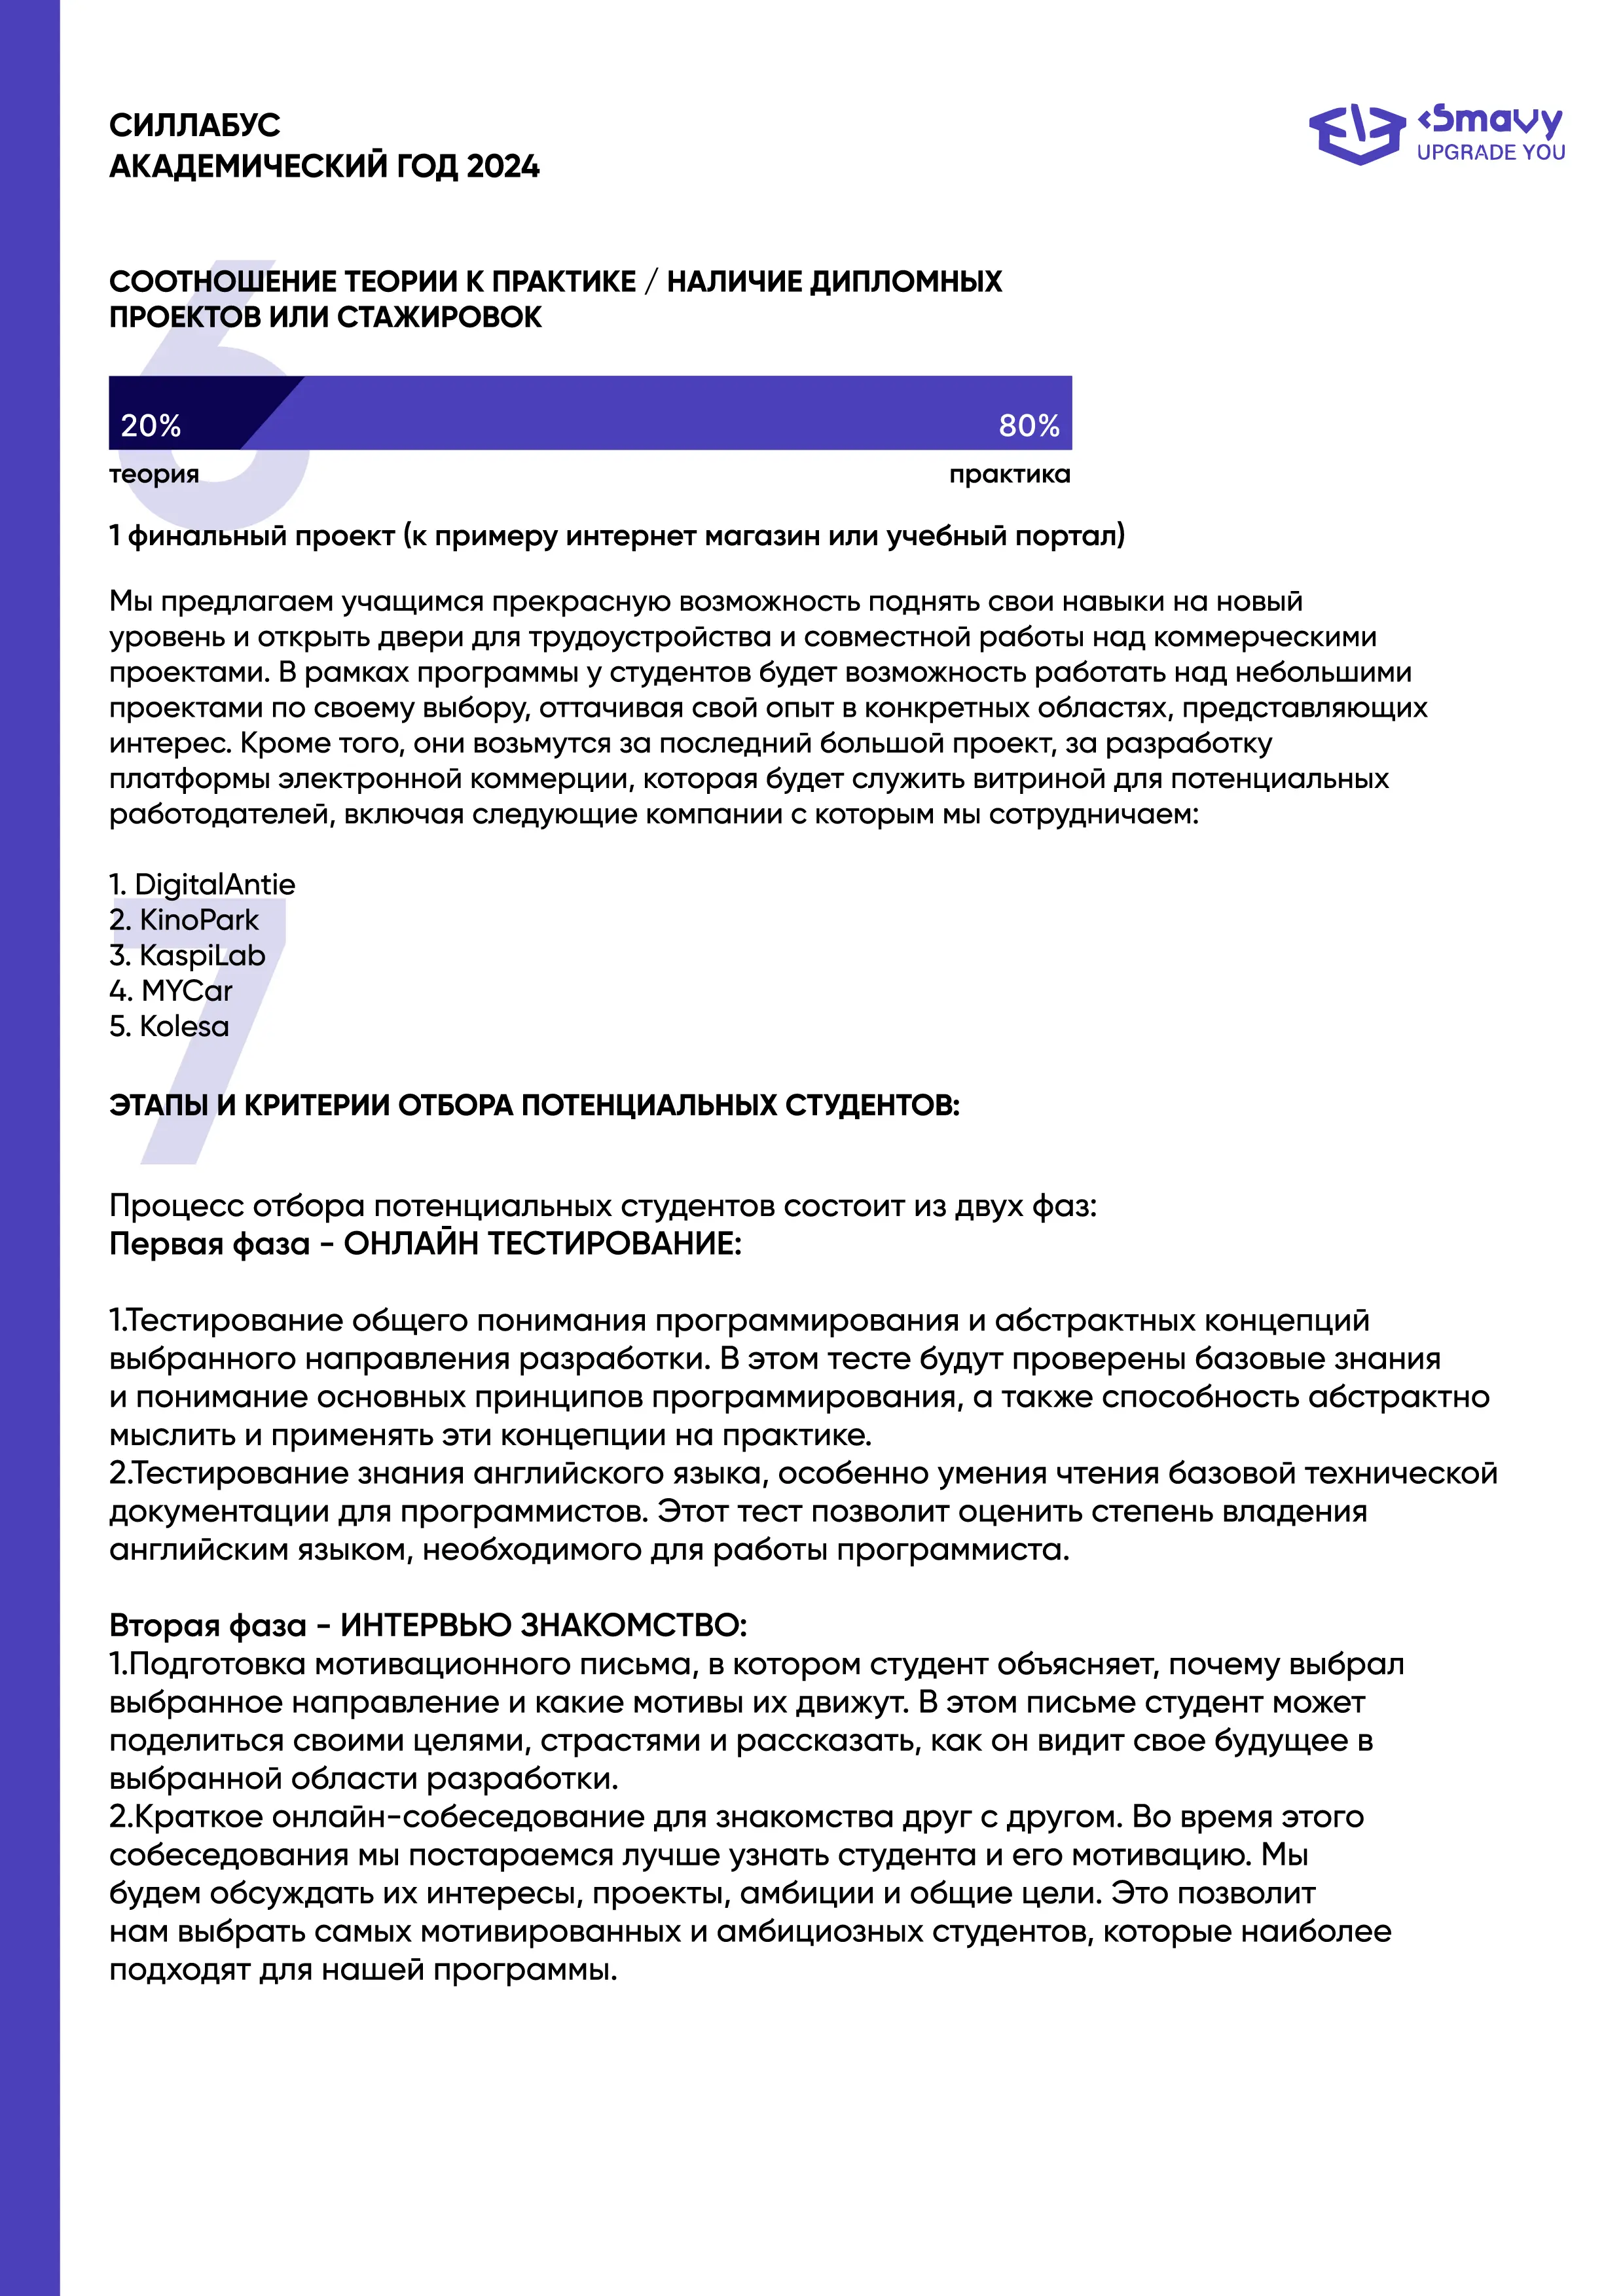 СИЛЛАБУС
АКАДЕМИЧЕСКИЙ ГОД 2024
Smavy
UPGRADE YOU
6
СООТНОШЕНИЕ ТЕОРИИ К ПРАКТИКЕ / НАЛИЧИЕ ДИПЛОМНЫХ
ПРОЕКТОВ ИЛИ СТАЖИРОВОК
20% 80%
теория практика
1 финальный проект (к примеру интернет магазин или учебный портал)
Мы предлагаем учащимся прекрасную возможность поднять свои навыки на новый
уровень и открыть двери для трудоустройства и совместной работы над коммерческими
проектами. В рамках программы у студентов будет возможность работать над небольшими
проектами по своему выбору, оттачивая свой опыт в конкретных областях, представляющих
интерес. Кроме того, они возьмутся за последний большой проект, за разработку
платформы электронной коммерции, которая будет служить витриной для потенциальных
работодателей, включая следующие компании с которым мы сотрудничаем:
1. DigitalAntie
2. KinoPark
3. KaspiLab
4. MYCar
5. Kolesa
7
ЭТАПЫ И КРИТЕРИИ ОТБОРА ПОТЕНЦИАЛЬНЫХ СТУДЕНТОВ:
Процесс отбора потенциальных студентов состоит из двух фаз:
Первая фаза - ОНЛАЙН ТЕСТИРОВАНИЕ:
1.Тестирование общего понимания программирования и абстрактных концепций
выбранного направления разработки. В этом тесте будут проверены базовые знания
и понимание основных принципов программирования, а также способность абстрактно
мыслить и применять эти концепции на практике.
2.Тестирование знания английского языка, особенно умения чтения базовой технической
документации для программистов. Этот тест позволит оценить степень владения
английским языком, необходимого для работы программиста.
Вторая фаза - ИНТЕРВЬЮ ЗНАКОМСТВО:
1.Подготовка мотивационного письма, в котором студент объясняет, почему выбрал
выбранное направление и какие мотивы их движут. В этом письме студент может
поделиться своими целями, страстями и рассказать, как он видит свое будущее в
выбранной области разработки.
2.Краткое онлайн-собеседование для знакомства друг с другом. Во время этого
собеседования мы постараемся лучше узнать студента и его мотивацию. Мы
будем обсуждать их интересы, проекты, амбиции и общие цели. Это позволит
нам выбрать самых мотивированных и амбициозных студентов, которые наиболее
подходят для нашей программы.